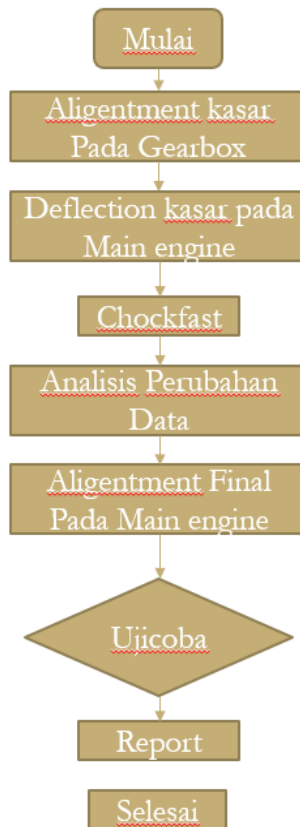 Mulai
Aligentment kasar
Pada Gearbox
Deflection kasar pada
Main engine
Chockfast
Analisis Perubahan
Data
Aligentment Final
Pada Main engine
Ujicoba
Report
Selesai